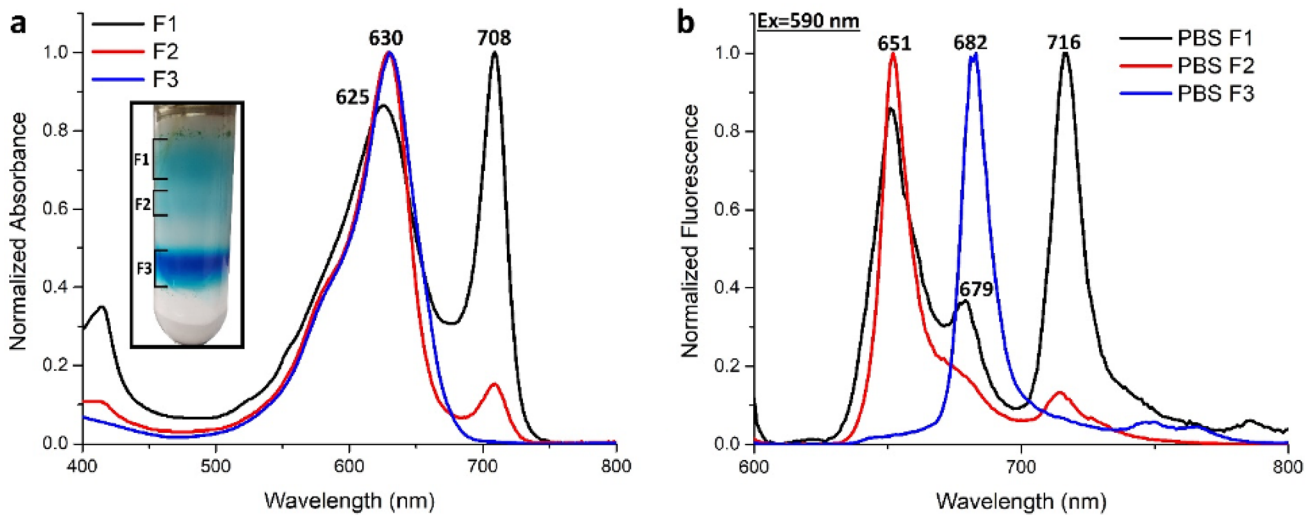 a
F1
F2
F3
625
630
708
F1
F2
F3
Normalized Absorbance
1.0
0.8
0.6
0.4
0.2
0.0
400
500
600
700
800
Wavelength (nm)
b
Ex=590 nm
651
682
716
679
PBS F1
PBS F2
PBS F3
Normalized Fluorescence
1.0
0.8
0.6
0.4
0.2
0.0
600
700
800
Wavelength (nm)